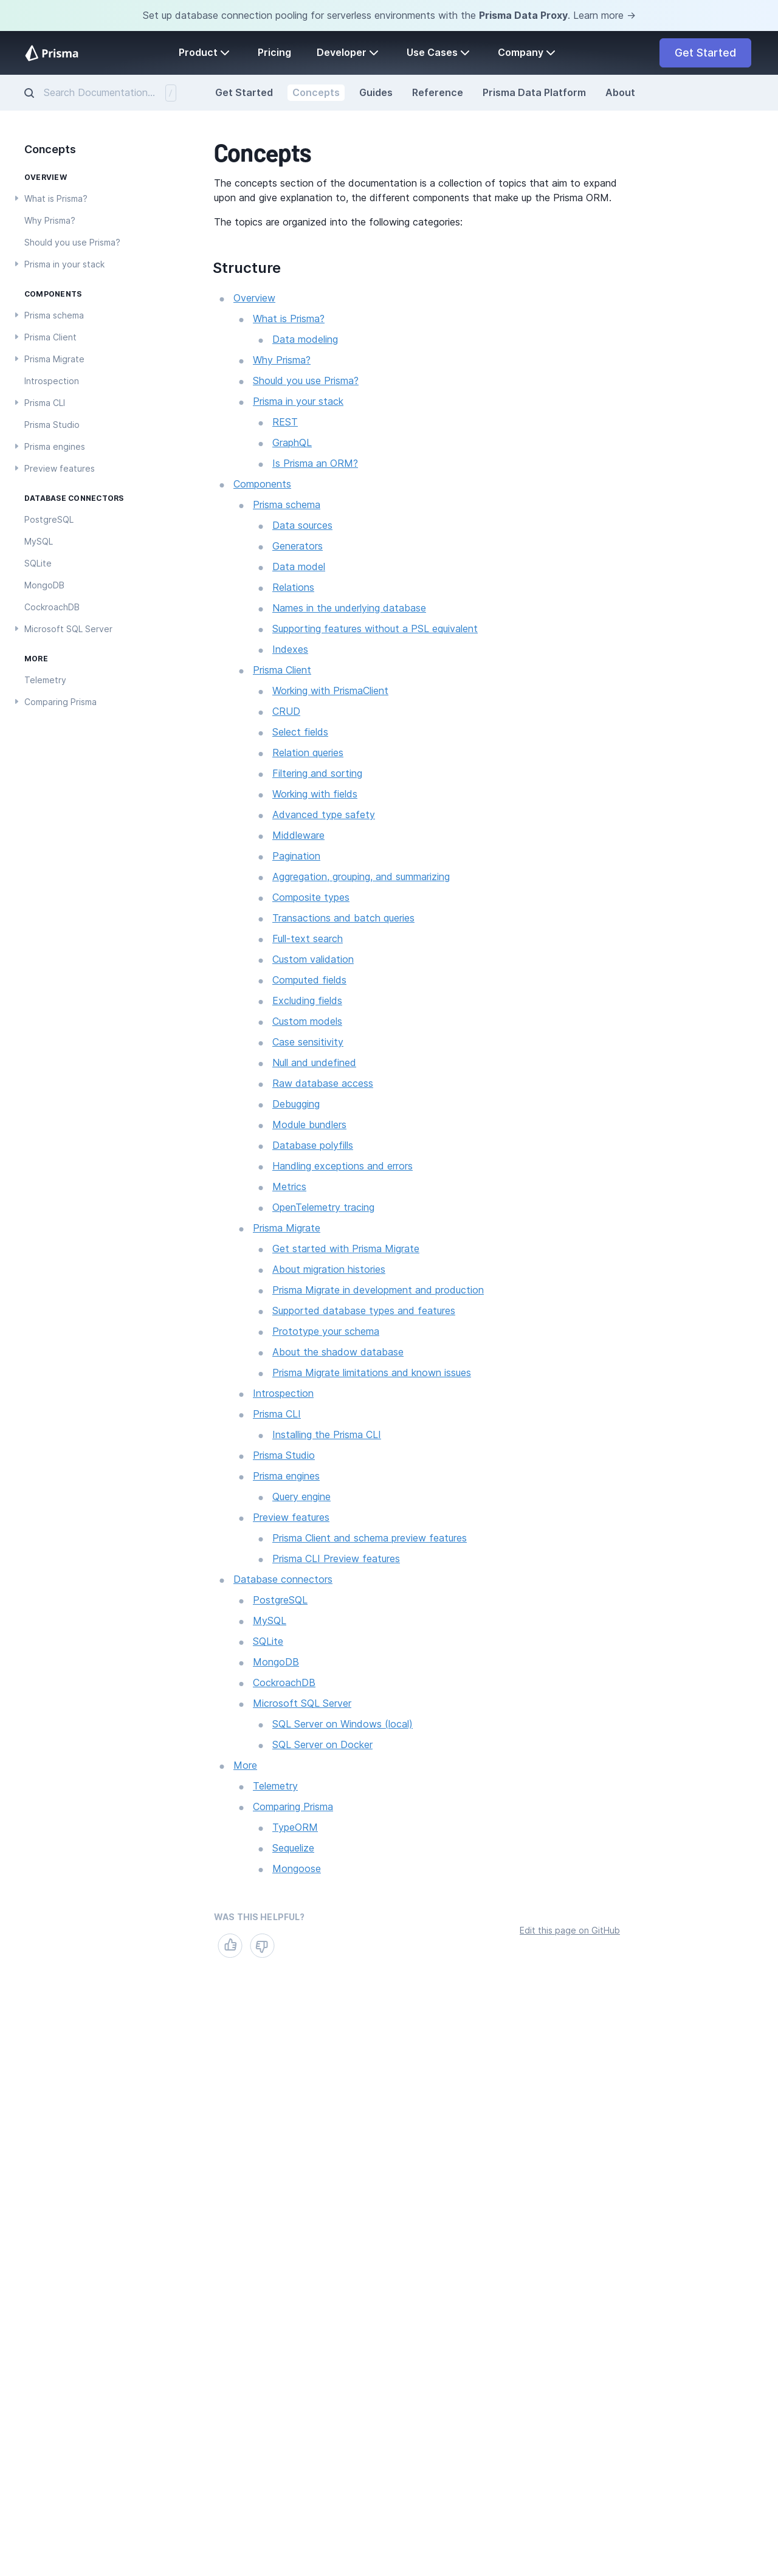 Set up database connection pooling for serverless environments with the Prisma Data Proxy. Learn more →
Prisma
Product
Pricing
Developer
Use Cases
Company
Get Started
Search Documentation...
/
Get Started
Concepts
Guides
Reference
Prisma Data Platform
About
Concepts
OVERVIEW
What is Prisma?
Why Prisma?
Should you use Prisma?
Prisma in your stack
COMPONENTS
Prisma schema
Prisma Client
Prisma Migrate
Introspection
Prisma CLI
Prisma Studio
Prisma engines
Preview features
DATABASE CONNECTORS
PostgreSQL
MySQL
SQLite
MongoDB
CockroachDB
Microsoft SQL Server
MORE
Telemetry
Comparing Prisma
Concepts
The concepts section of the documentation is a collection of topics that aim to expand
upon and give explanation to, the different components that make up the Prisma ORM.
The topics are organized into the following categories:
Structure
Overview
What is Prisma?
Data modeling
Why Prisma?
Should you use Prisma?
Prisma in your stack
REST
GraphQL
Is Prisma an ORM?
Components
Prisma schema
Data sources
Generators
Data model
Relations
Names in the underlying database
Supporting features without a PSL equivalent
Indexes
Prisma Client
Working with PrismaClient
CRUD
Select fields
Relation queries
Filtering and sorting
Working with fields
Advanced type safety
Middleware
Pagination
Aggregation, grouping, and summarizing
Composite types
Transactions and batch queries
Full-text search
Custom validation
Computed fields
Excluding fields
Custom models
Case sensitivity
Null and undefined
Raw database access
Debugging
Module bundlers
Database polyfills
Handling exceptions and errors
Metrics
OpenTelemetry tracing
Prisma Migrate
Get started with Prisma Migrate
About migration histories
Prisma Migrate in development and production
Supported database types and features
Prototype your schema
About the shadow database
Prisma Migrate limitations and known issues
Introspection
Prisma CLI
Installing the Prisma CLI
Prisma Studio
Prisma engines
Query engine
Preview features
Prisma Client and schema preview features
Prisma CLI Preview features
Database connectors
PostgreSQL
MySQL
SQLite
MongoDB
CockroachDB
Microsoft SQL Server
SQL Server on Windows (local)
SQL Server on Docker
More
Telemetry
Comparing Prisma
TypeORM
Sequelize
Mongoose
WAS THIS HELPFUL?
Edit this page on GitHub